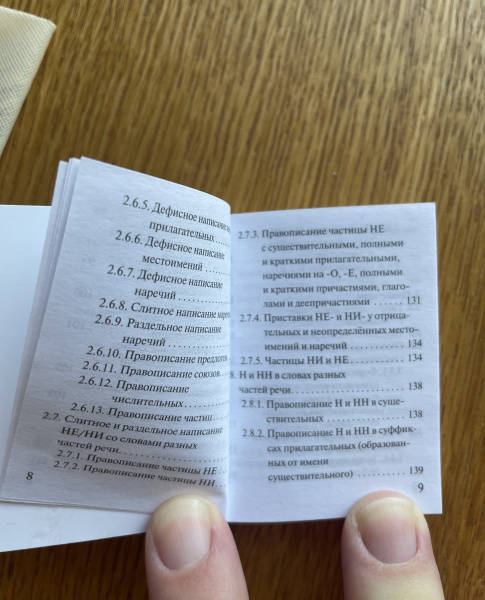 2.6.5. Дефисное написание
прилагательных
2.6.6. Дефисное написание
местоимений
2.6.7. Дефисное написание
наречий
2.6.8. Слитное написание
2.6.9. Раздельное написание
наречий
2.6.10. Правописание
2.6.11. Правописание союзов
2.6.12. Правописание
числительных
2.6.13. Правописание частиц
2.7. Слитное и раздельное написание
НЕ/НИ со словами разных
частей речи
2.7.1. Правописание частицы НЕ
2.7.2. Правописание частицы НИ
8
2.7.3. Правописание частицы НЕ
с существительными, полными
и краткими прилагательными,
наречиями на -О, -Е, полными
и краткими причастиями, глаго-
лами и деепричастиями ...... 131
2.7.4. Приставки НЕ- и НИ- у отрица-
тельных и неопределённых место-
имений и наречий .......... 134
2.7.5. Частицы НИ и НЕ .......... 134
8. Н и НН в словах разных
частей речи .................. 138
2.8.1. Правописание Н и НН в суще-
ствительных ............... 138
2.8.2. Правописание Н и НН в суффик-
сах прилагательных (образован-
ных от имени
существительного) .......... 139
9